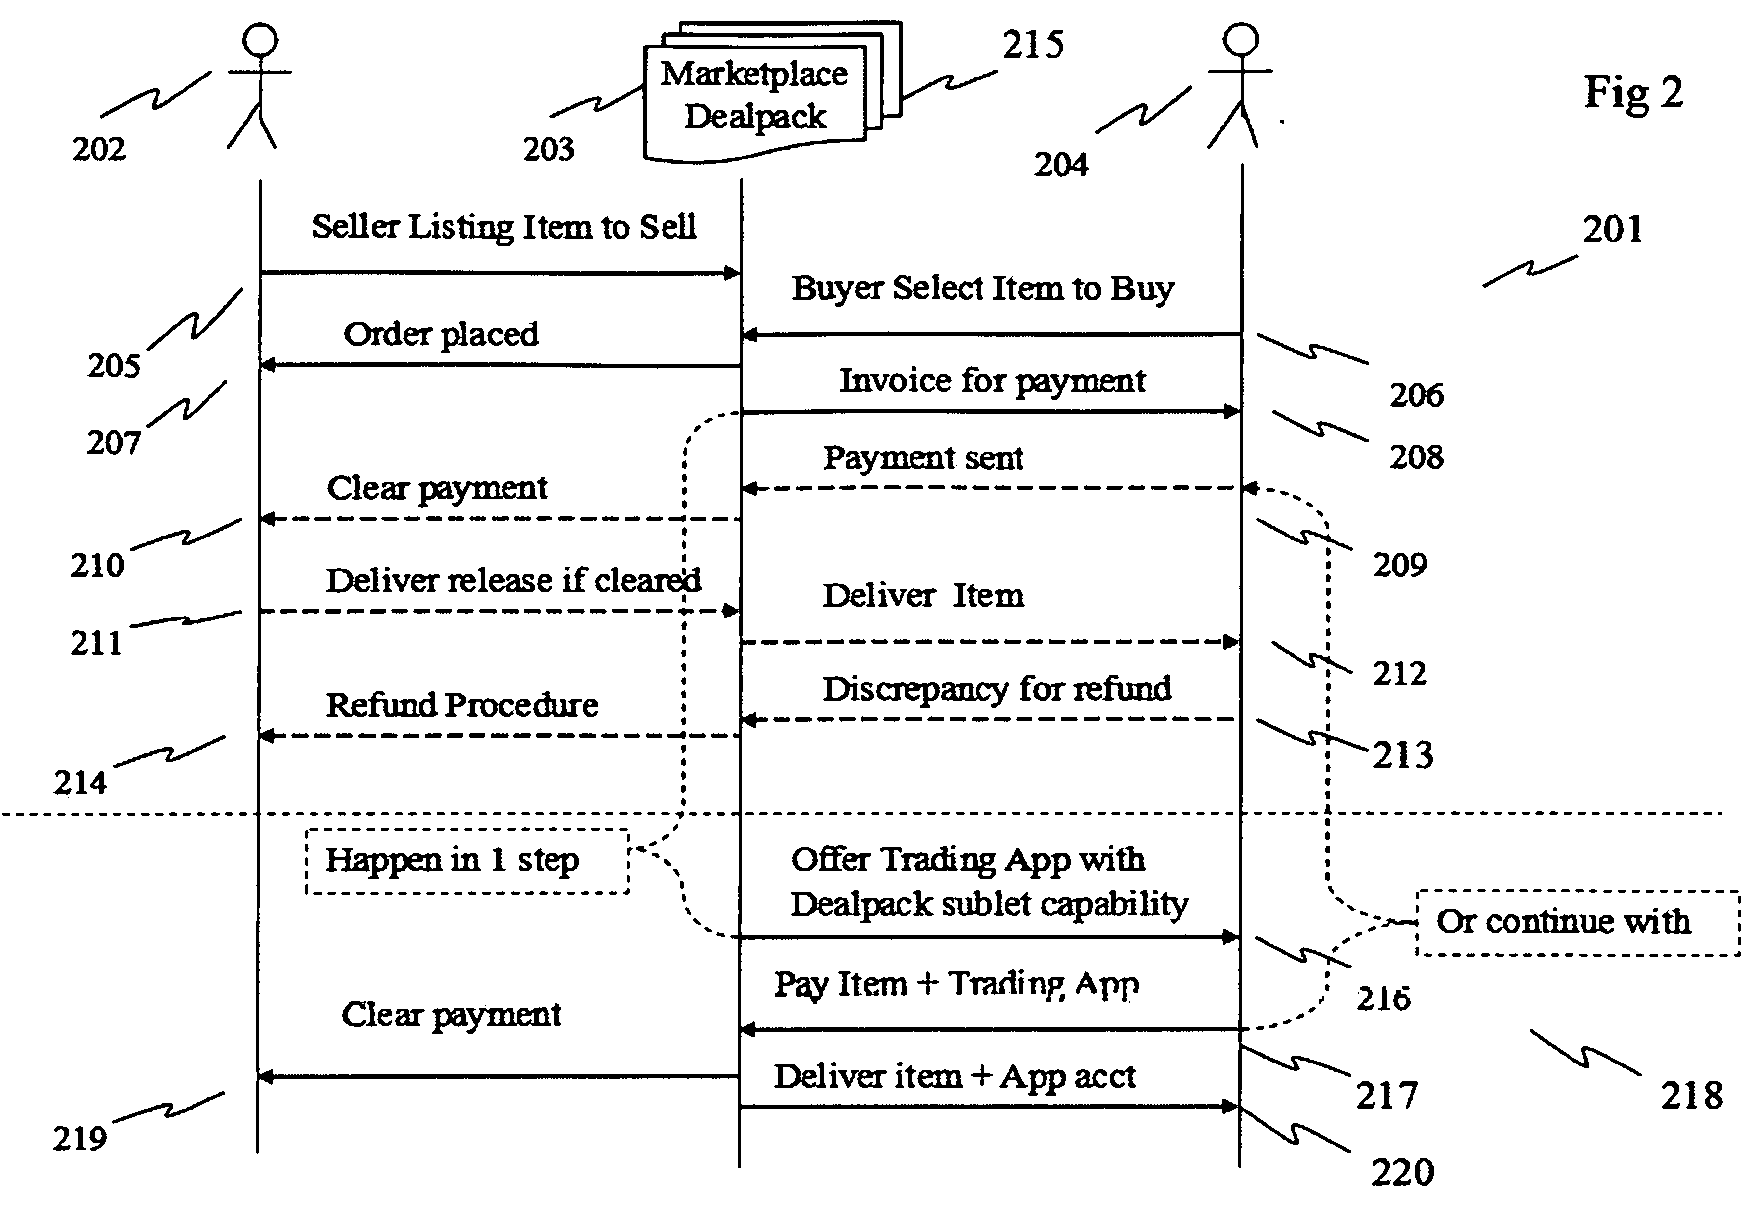 215
Marketplace
Dealpack
Fig 2
202
203
204
Seller Listing Item to Sell
201
Buyer Select Item to Buy
Order placed
205
Invoice for payment
206
207
Payment sent
208
Clear payment
210
209
Deliver release if cleared
Deliver Item
211
212
Discrepancy for refund
Refund Procedure
213
214
Happen in 1 step
Offer Trading App with
Dealpack sublet capability
Or continue with
Pay Item + Trading App
216
Clear payment
Deliver item + App acct
217
218
219
220